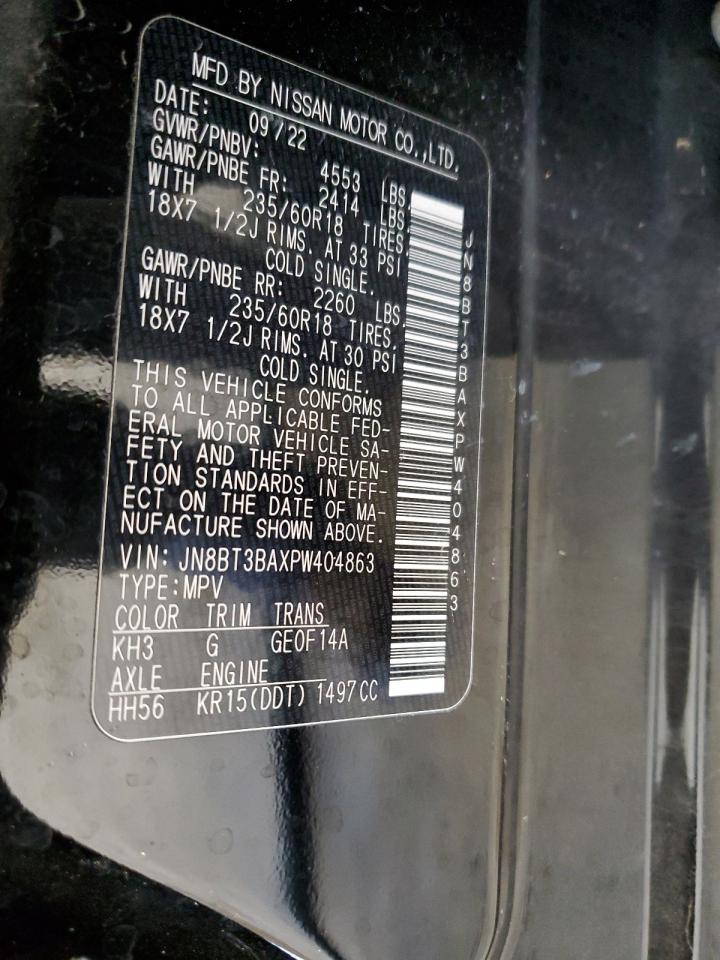 MFD BY NISSAN MOTOR CO.,LTD.
DATE: 09/22
GVWR/PNBV: 4553 LBS.
GAWR/PNBE FR: 2414 LBS.
WITH 235/60R18 TIRES.
18X7 1/2J RIMS. AT 33 PSI
COLD SINGLE.
GAWR/PNBE RR: 2260 LBS.
WITH 235/60R18 TIRES.
18X7 1/2J RIMS. AT 30 PSI
COLD SINGLE.
THIS VEHICLE CONFORMS
TO ALL APPLICABLE FED-
ERAL MOTOR VEHICLE SA-
FETY AND THEFT PREVEN-
TION STANDARDS IN EFF-
ECT ON THE DATE OF MA-
NUFACTURE SHOWN ABOVE.
VIN: JN8BT3BAXPW404863
TYPE:MPV
COLOR TRIM TRANS
KH3 G GE0F14A
AXLE ENGINE
HH56 KR15(DDT) 1497CC
JN8BT3BAXPW404863